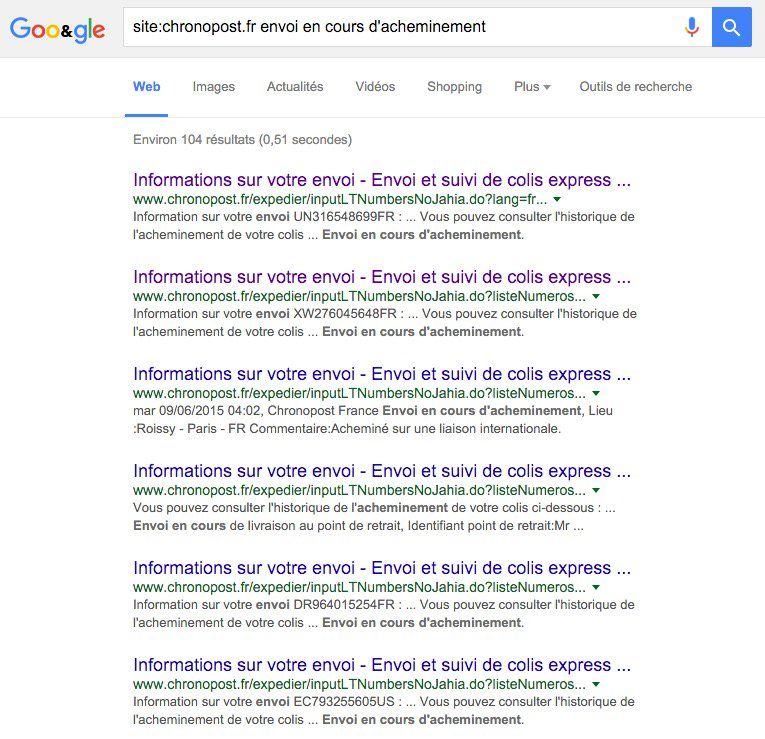 Goo&gle
site:chronopost.fr envoi en cours d'acheminement
Web Images Actualités Vidéos Shopping Plus Outils de recherche
Environ 104 résultats (0,51 secondes)
Informations sur votre envoi - Envoi et suivi de colis express ...
www.chronopost.fr/expedier/inputLTNumbersNoJahia.do?lang=fr...
Information sur votre envoi UN316548699FR : ... Vous pouvez consulter l'historique de
l'acheminement de votre colis ... Envoi en cours d'acheminement.
Informations sur votre envoi - Envoi et suivi de colis express ...
www.chronopost.fr/expedier/inputLTNumbersNoJahia.do?listeNumeros...
Information sur votre envoi XW276045648FR : ... Vous pouvez consulter l'historique de
l'acheminement de votre colis ... Envoi en cours d'acheminement.
Informations sur votre envoi - Envoi et suivi de colis express ...
www.chronopost.fr/expedier/inputLTNumbersNoJahia.do?listeNumeros...
mar 09/06/2015 04:02, Chronopost France Envoi en cours d'acheminement, Lieu
:Roissy - Paris - FR Commentaire:Acheminé sur une liaison internationale.
Informations sur votre envoi - Envoi et suivi de colis express ...
www.chronopost.fr/expedier/inputLTNumbersNoJahia.do?listeNumeros...
Vous pouvez consulter l'historique de l'acheminement de votre colis ci-dessous : ...
Envoi en cours de livraison au point de retrait, Identifiant point de retrait:Mr ...
Informations sur votre envoi - Envoi et suivi de colis express ...
www.chronopost.fr/expedier/inputLTNumbersNoJahia.do?listeNumeros...
Information sur votre envoi DR964015254FR : ... Vous pouvez consulter l'historique de
l'acheminement de votre colis ... Envoi en cours d'acheminement.
Informations sur votre envoi - Envoi et suivi de colis express ...
www.chronopost.fr/expedier/inputLTNumbersNoJahia.do?listeNumeros...
Information sur votre envoi EC793255605US : ... Vous pouvez consulter l'historique de
l'acheminement de votre colis ... Envoi en cours d'acheminement.